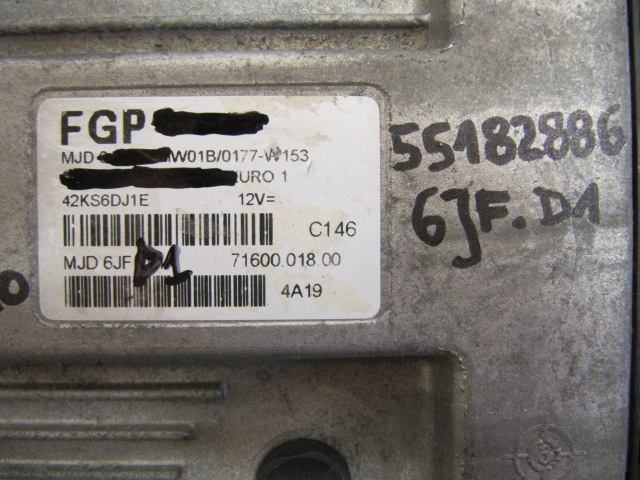 FGP
MJD W01B/0177-W153
URO 1
42KS6DJ1E 12V=
C146
MJD 6JF D1 71600.018.00
4A19
55182886
6JF.D1